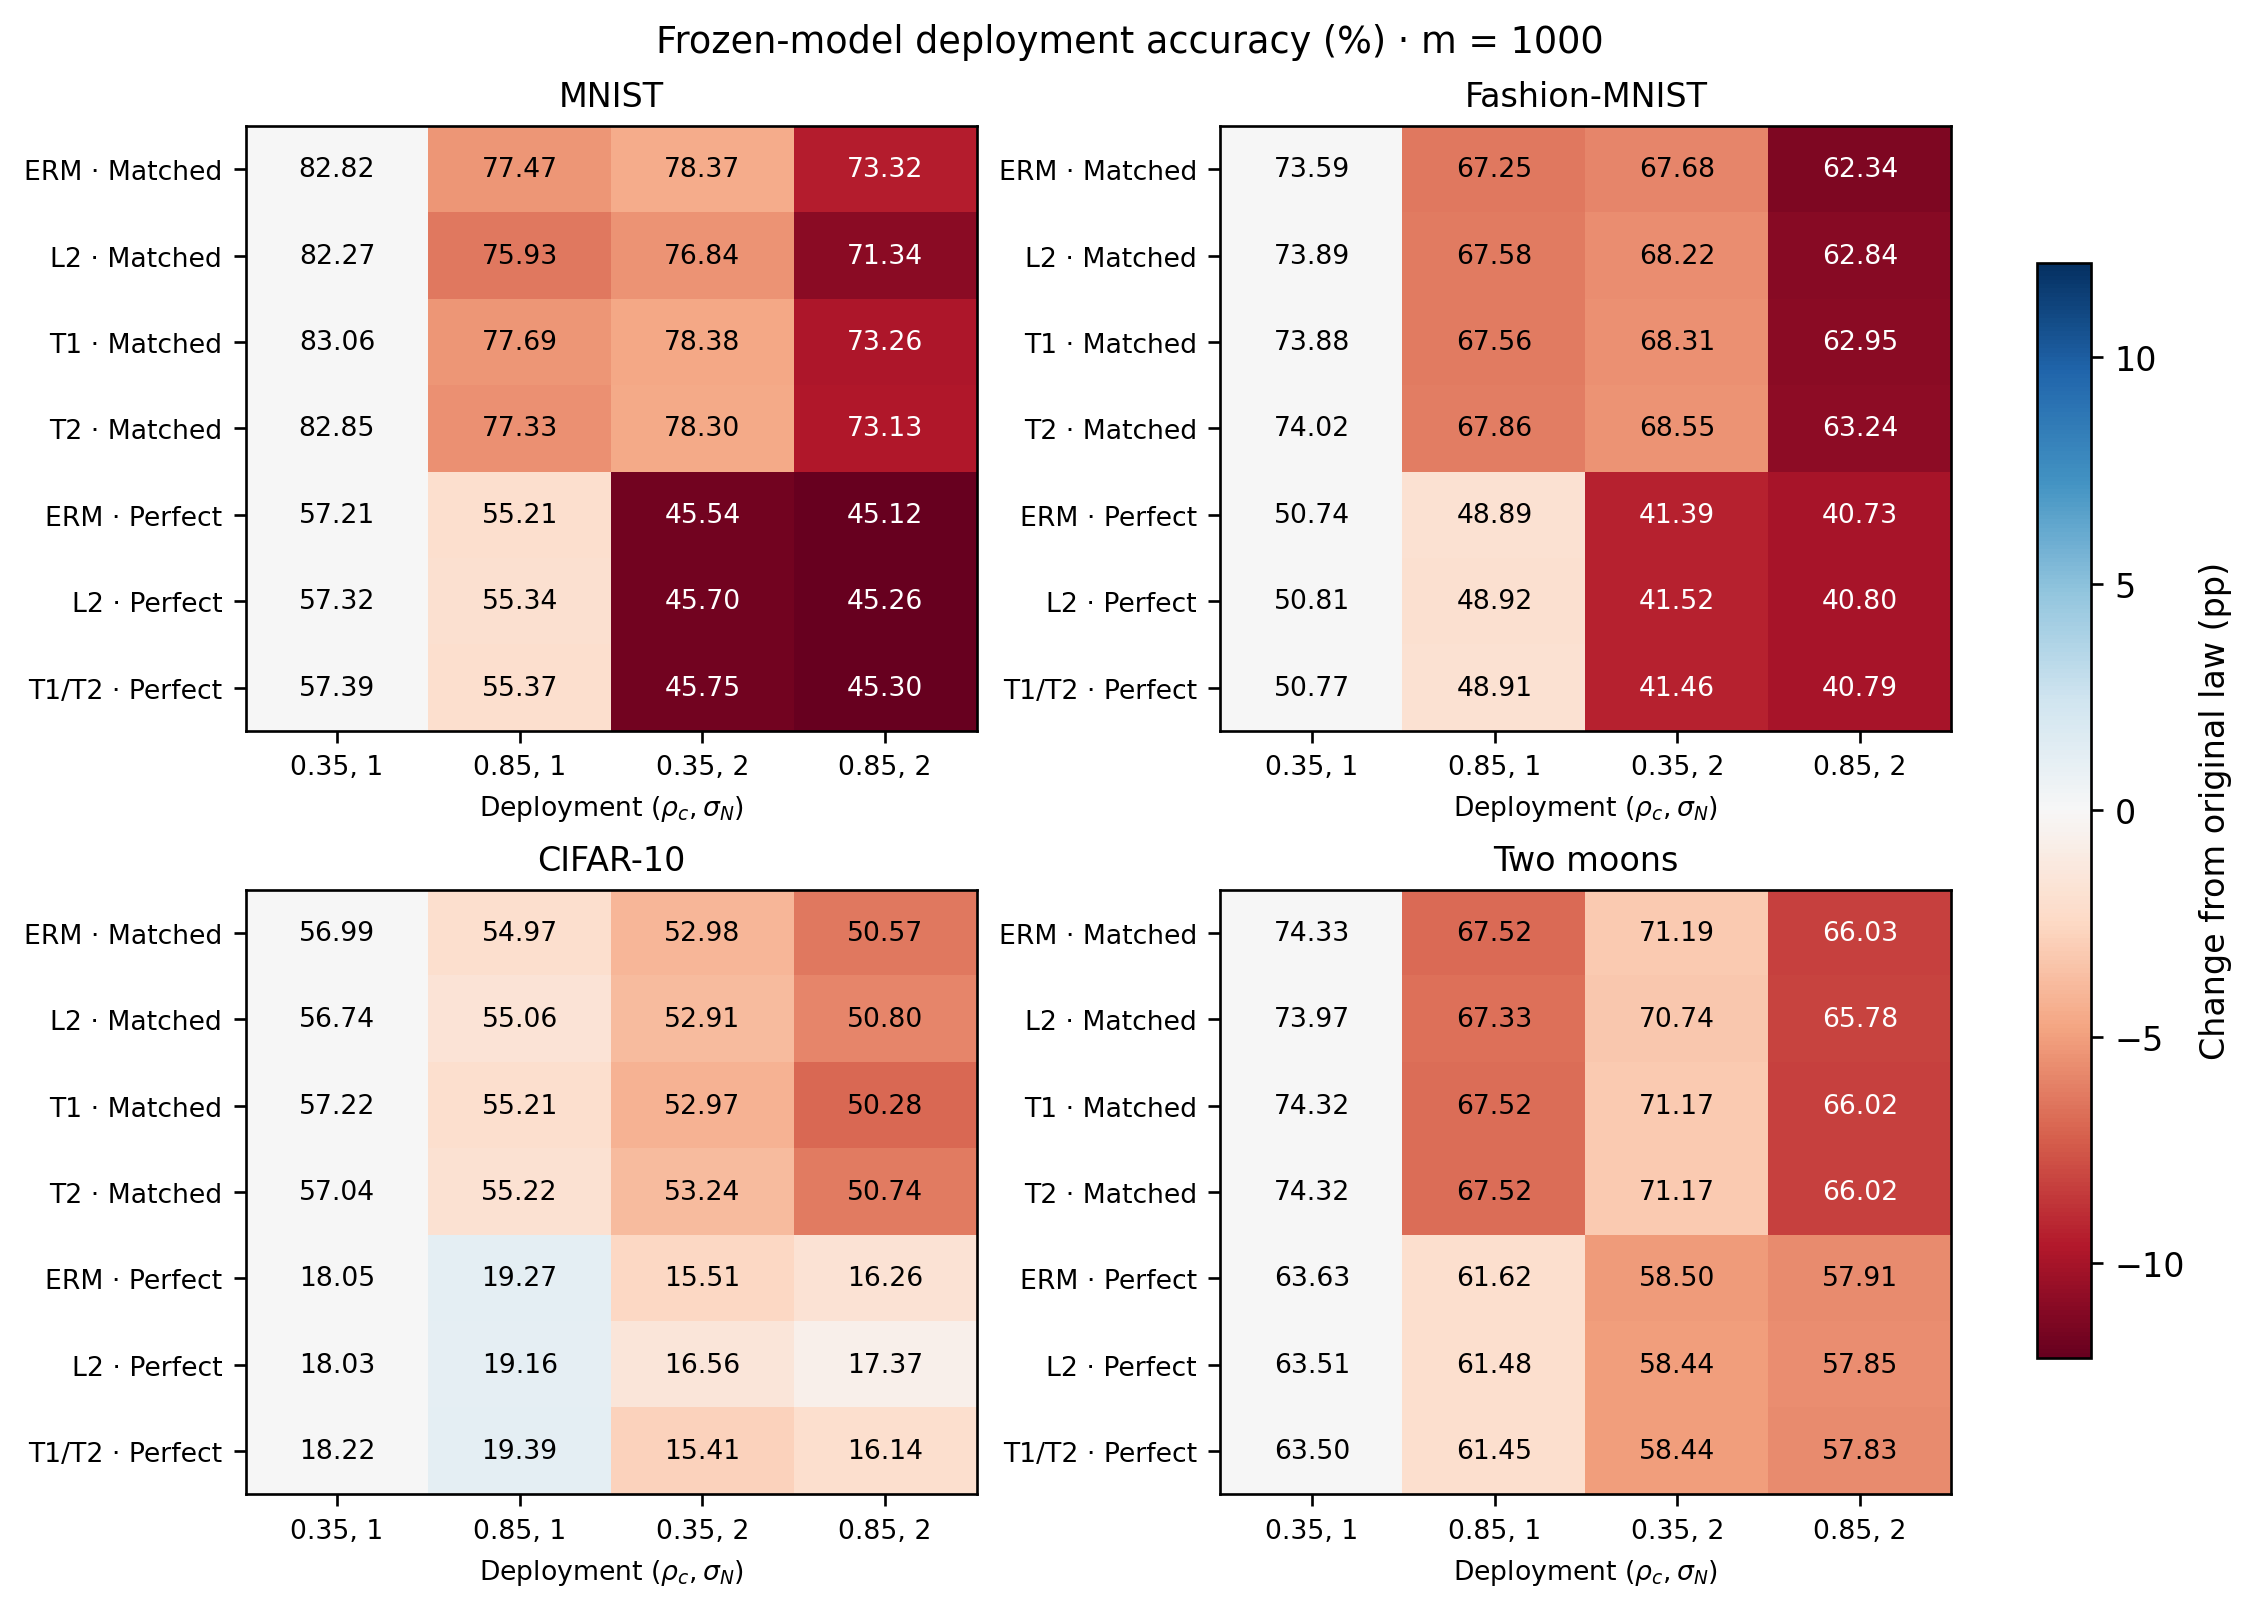 Frozen-model deployment accuracy (%) · m = 1000
MNIST
ERM · Matched 82.82 77.47 78.37 73.32
L2 · Matched 82.27 75.93 76.84 71.34
T1 · Matched 83.06 77.69 78.38 73.26
T2 · Matched 82.85 77.33 78.30 73.13
ERM · Perfect 57.21 55.21 45.54 45.12
L2 · Perfect 57.32 55.34 45.70 45.26
T1/T2 · Perfect 57.39 55.37 45.75 45.30
0.35, 1 0.85, 1 0.35, 2 0.85, 2
Deployment (ρc, σN)
Fashion-MNIST
ERM · Matched 73.59 67.25 67.68 62.34
L2 · Matched 73.89 67.58 68.22 62.84
T1 · Matched 73.88 67.56 68.31 62.95
T2 · Matched 74.02 67.86 68.55 63.24
ERM · Perfect 50.74 48.89 41.39 40.73
L2 · Perfect 50.81 48.92 41.52 40.80
T1/T2 · Perfect 50.77 48.91 41.46 40.79
0.35, 1 0.85, 1 0.35, 2 0.85, 2
Deployment (ρc, σN)
CIFAR-10
ERM · Matched 56.99 54.97 52.98 50.57
L2 · Matched 56.74 55.06 52.91 50.80
T1 · Matched 57.22 55.21 52.97 50.28
T2 · Matched 57.04 55.22 53.24 50.74
ERM · Perfect 18.05 19.27 15.51 16.26
L2 · Perfect 18.03 19.16 16.56 17.37
T1/T2 · Perfect 18.22 19.39 15.41 16.14
0.35, 1 0.85, 1 0.35, 2 0.85, 2
Deployment (ρc, σN)
Two moons
ERM · Matched 74.33 67.52 71.19 66.03
L2 · Matched 73.97 67.33 70.74 65.78
T1 · Matched 74.32 67.52 71.17 66.02
T2 · Matched 74.32 67.52 71.17 66.02
ERM · Perfect 63.63 61.62 58.50 57.91
L2 · Perfect 63.51 61.48 58.44 57.85
T1/T2 · Perfect 63.50 61.45 58.44 57.83
0.35, 1 0.85, 1 0.35, 2 0.85, 2
Deployment (ρc, σN)
10
5
0
−5
−10
Change from original law (pp)